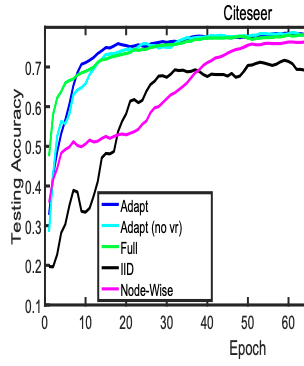 Citeseer
Testing Accuracy
0.7
0.6
0.5
0.4
0.3
0.2
0.1
Adapt
Adapt (no vr)
Full
IID
Node-Wise
0 10 20 30 40 50 60
Epoch